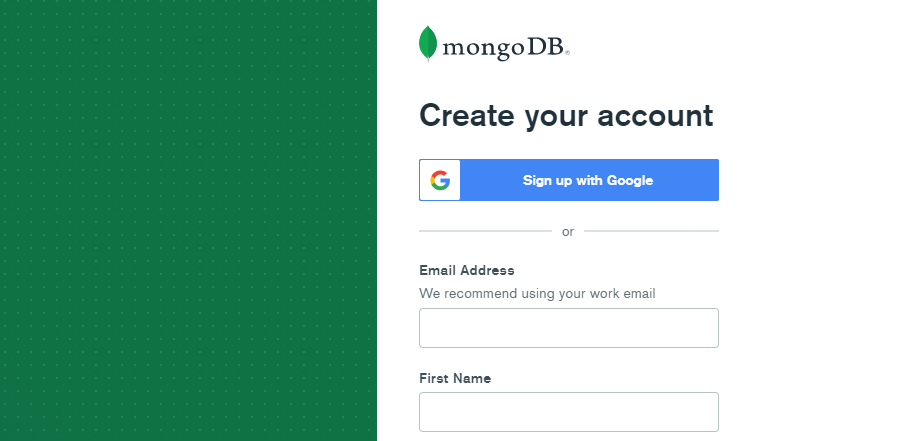 mongoDB®
Create your account
Sign up with Google
or
Email Address
We recommend using your work email
First Name